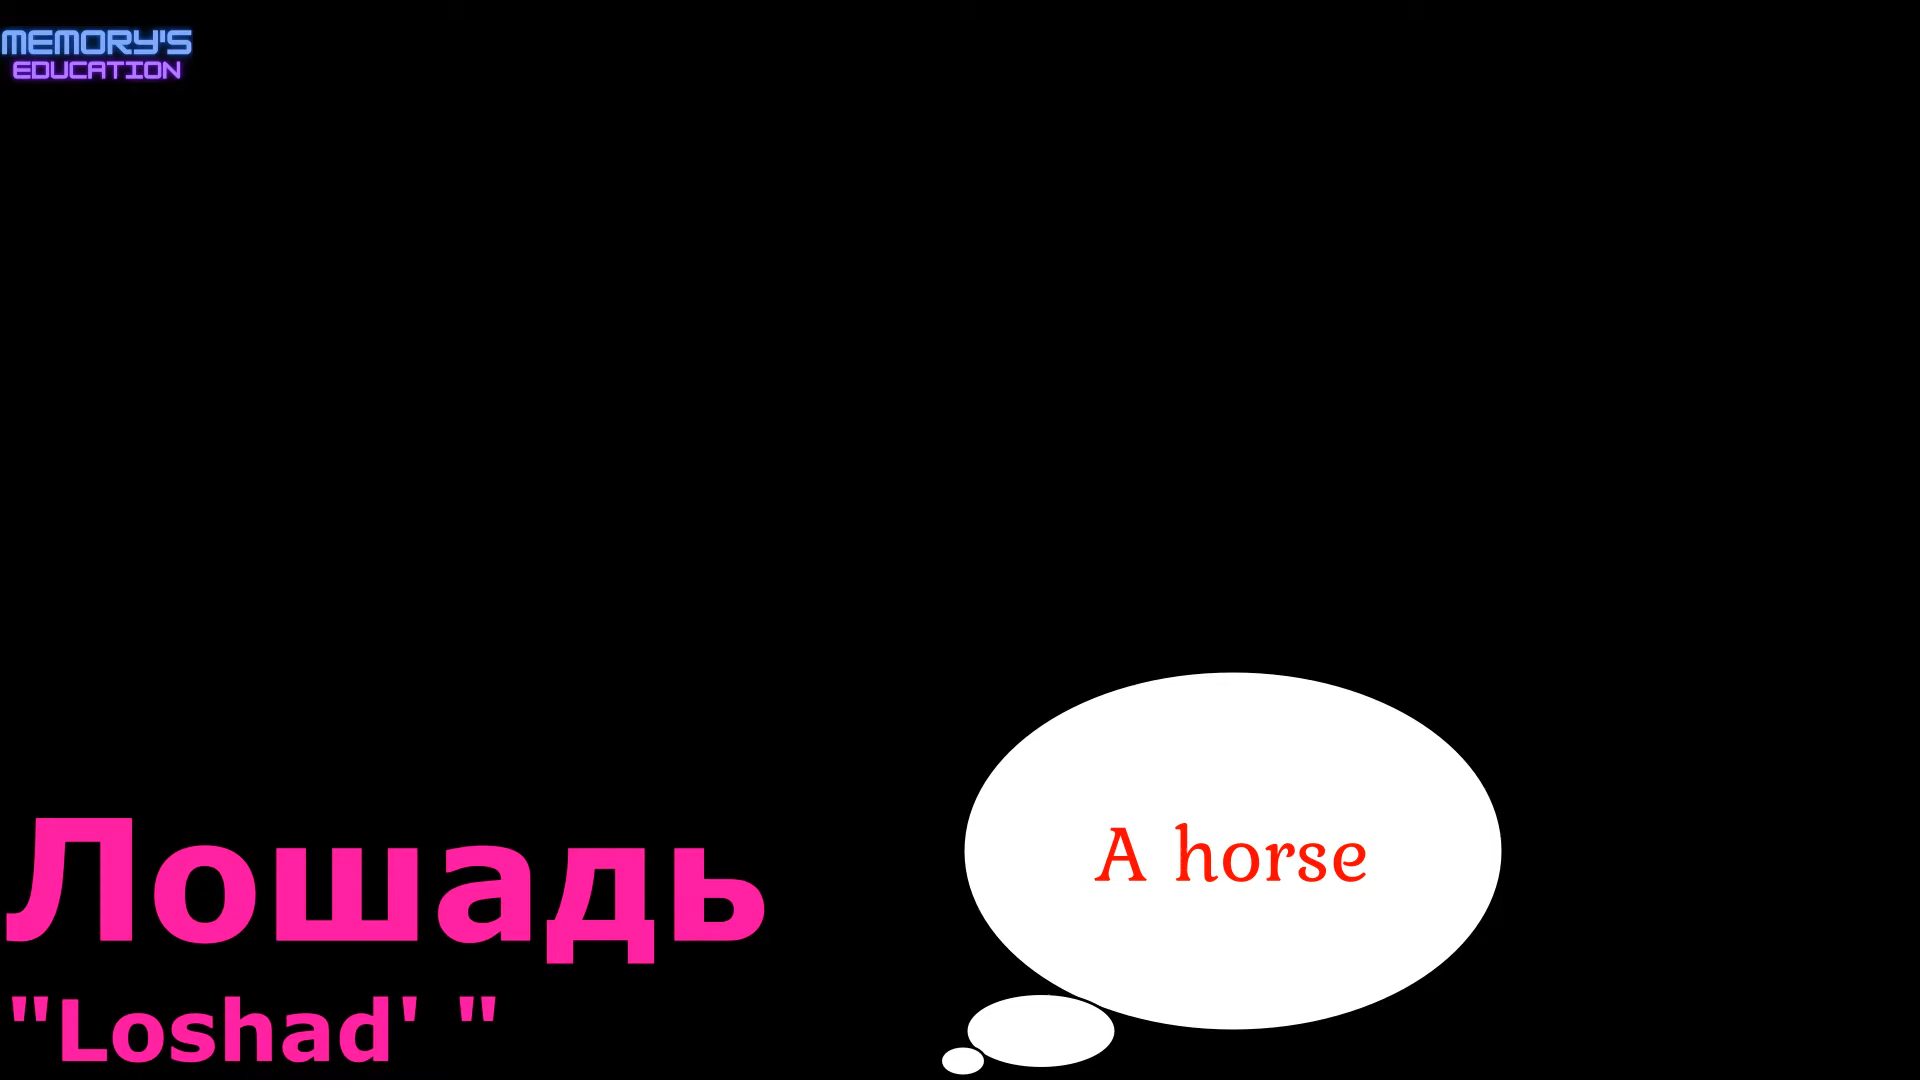 MEMORY'S
EDUCATION
Лошадь
"Loshad' "
A horse